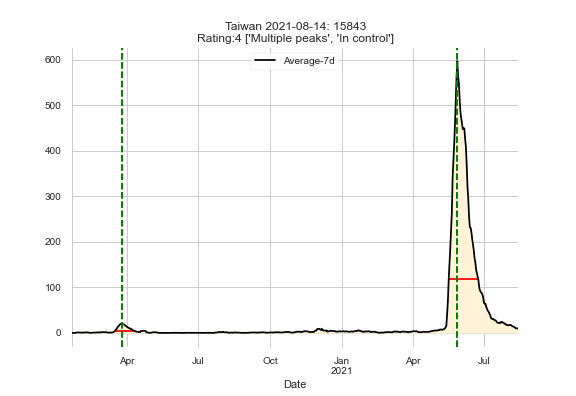 Taiwan 2021-08-14: 15843
Rating:4 ['Multiple peaks', 'In control']
Average-7d
600
500
400
300
200
100
0
Apr
Jul
Oct
Jan
2021
Apr
Jul
Date